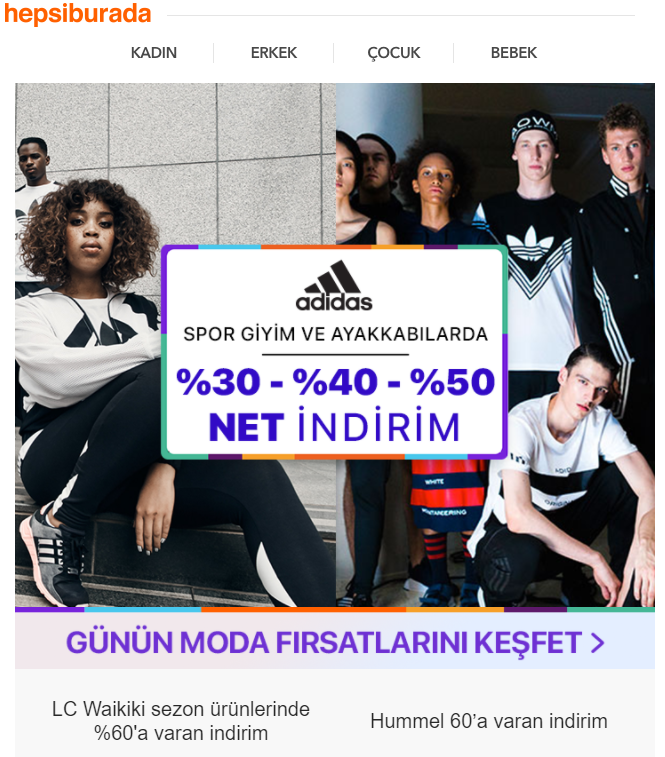 hepsiburada
KADIN
ERKEK
ÇOCUK
BEBEK
adidas
SPOR GİYİM VE AYAKKABILARDA
%30 - %40 - %50
NET İNDİRİM
WHITE
MOUNTAINEERING
GÜNÜN MODA FIRSATLARINI KEŞFET >
LC Waikiki sezon ürünlerinde
%60'a varan indirim
Hummel 60’a varan indirim